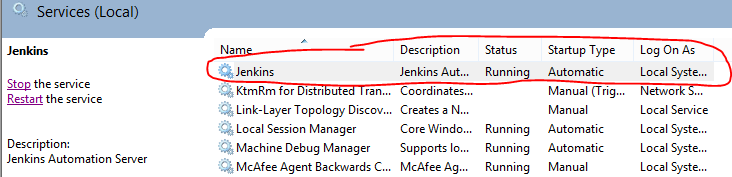 Services (Local)
Jenkins
Stop the service
Restart the service
Description:
Jenkins Automation Server
Name Description Status Startup Type Log On As
Jenkins Jenkins Aut... Running Automatic Local Syste...
KtmRm for Distributed Tran... Coordinates... Manual (Trig... Network S...
Link-Layer Topology Discov... Creates a N... Manual Local Service
Local Session Manager Core Windo... Running Automatic Local Syste...
Machine Debug Manager Supports lo... Running Automatic Local Syste...
McAfee Agent Backwards C... McAfee Ag... Running Manual Local Syste...